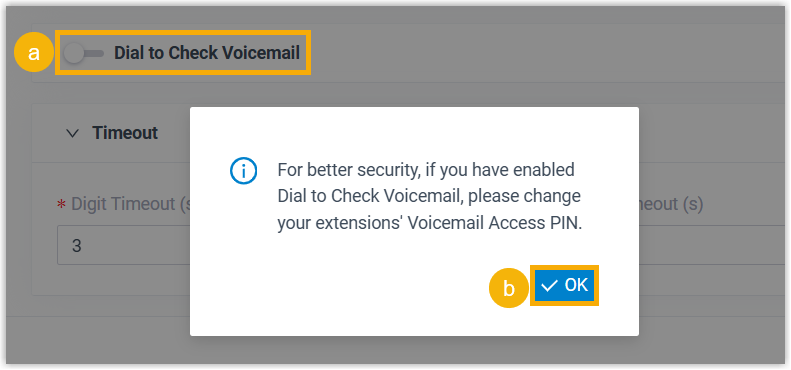 a
Dial to Check Voicemail
Timeout
For better security, if you have enabled
Dial to Check Voicemail, please change
your extensions' Voicemail Access PIN.
* Digit Timeout (s
neout (s)
3
b
OK